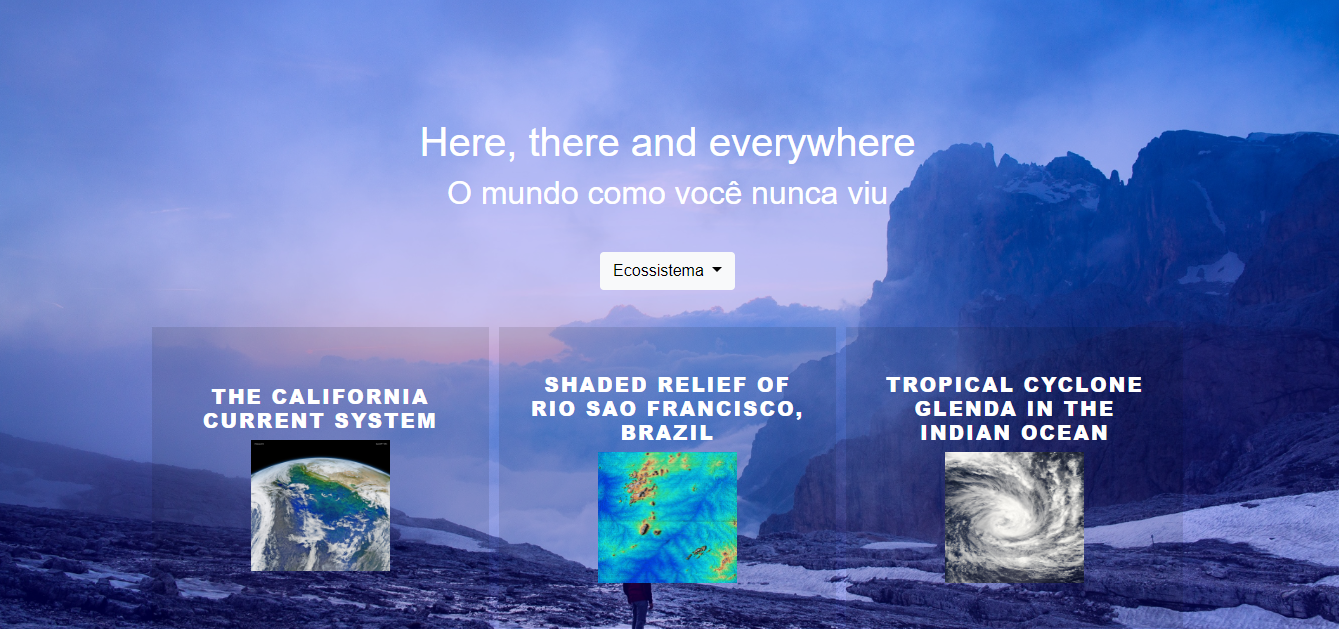 Here, there and everywhere
O mundo como você nunca viu
Ecossistema
THE CALIFORNIA
CURRENT SYSTEM
SHADED RELIEF OF
RIO SAO FRANCISCO,
BRAZIL
TROPICAL CYCLONE
GLENDA IN THE
INDIAN OCEAN